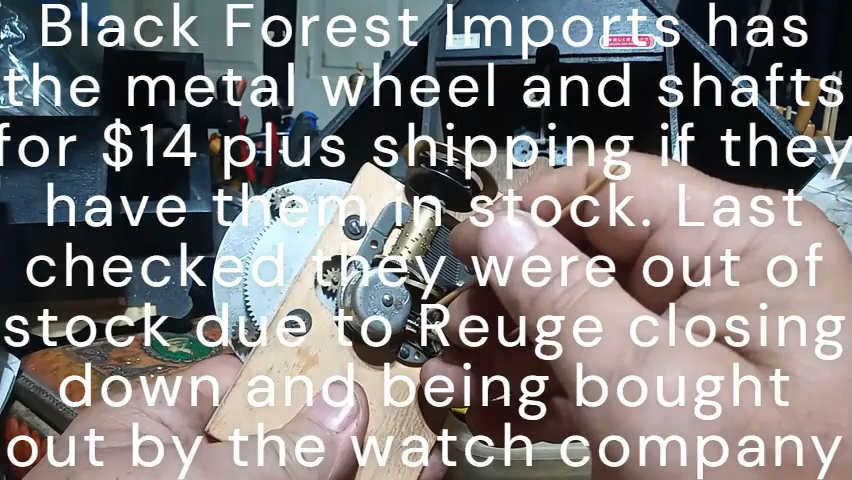 Black Forest Imports has
the metal wheel and shafts
for $14 plus shipping if they
have them in stock. Last
checked they were out of
stock due to Reuge closing
down and being bought
out by the watch company